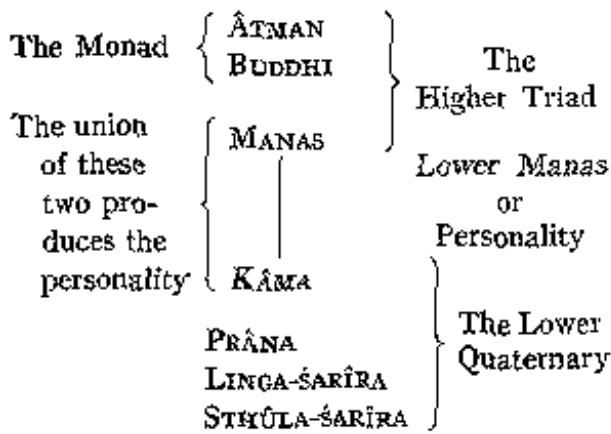 The Monad
ÂTMAN
BUDDHI
The
Higher Triad
The union
of these
two pro-
duces the
personality
MANAS
KÂMA
Lower Manas
or
Personality
PRÂNA
LINGA-ŚARÎRA
STHÛLA-ŚARÎRA
The Lower
Quaternary